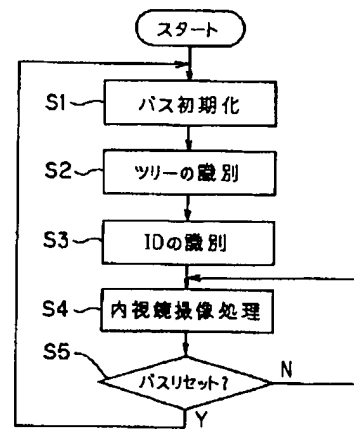 スタート
S1
バス初期化
S2
ツリーの識別
S3
IDの識別
S4
内視鏡撮像処理
S5
バスリセット?
N
Y